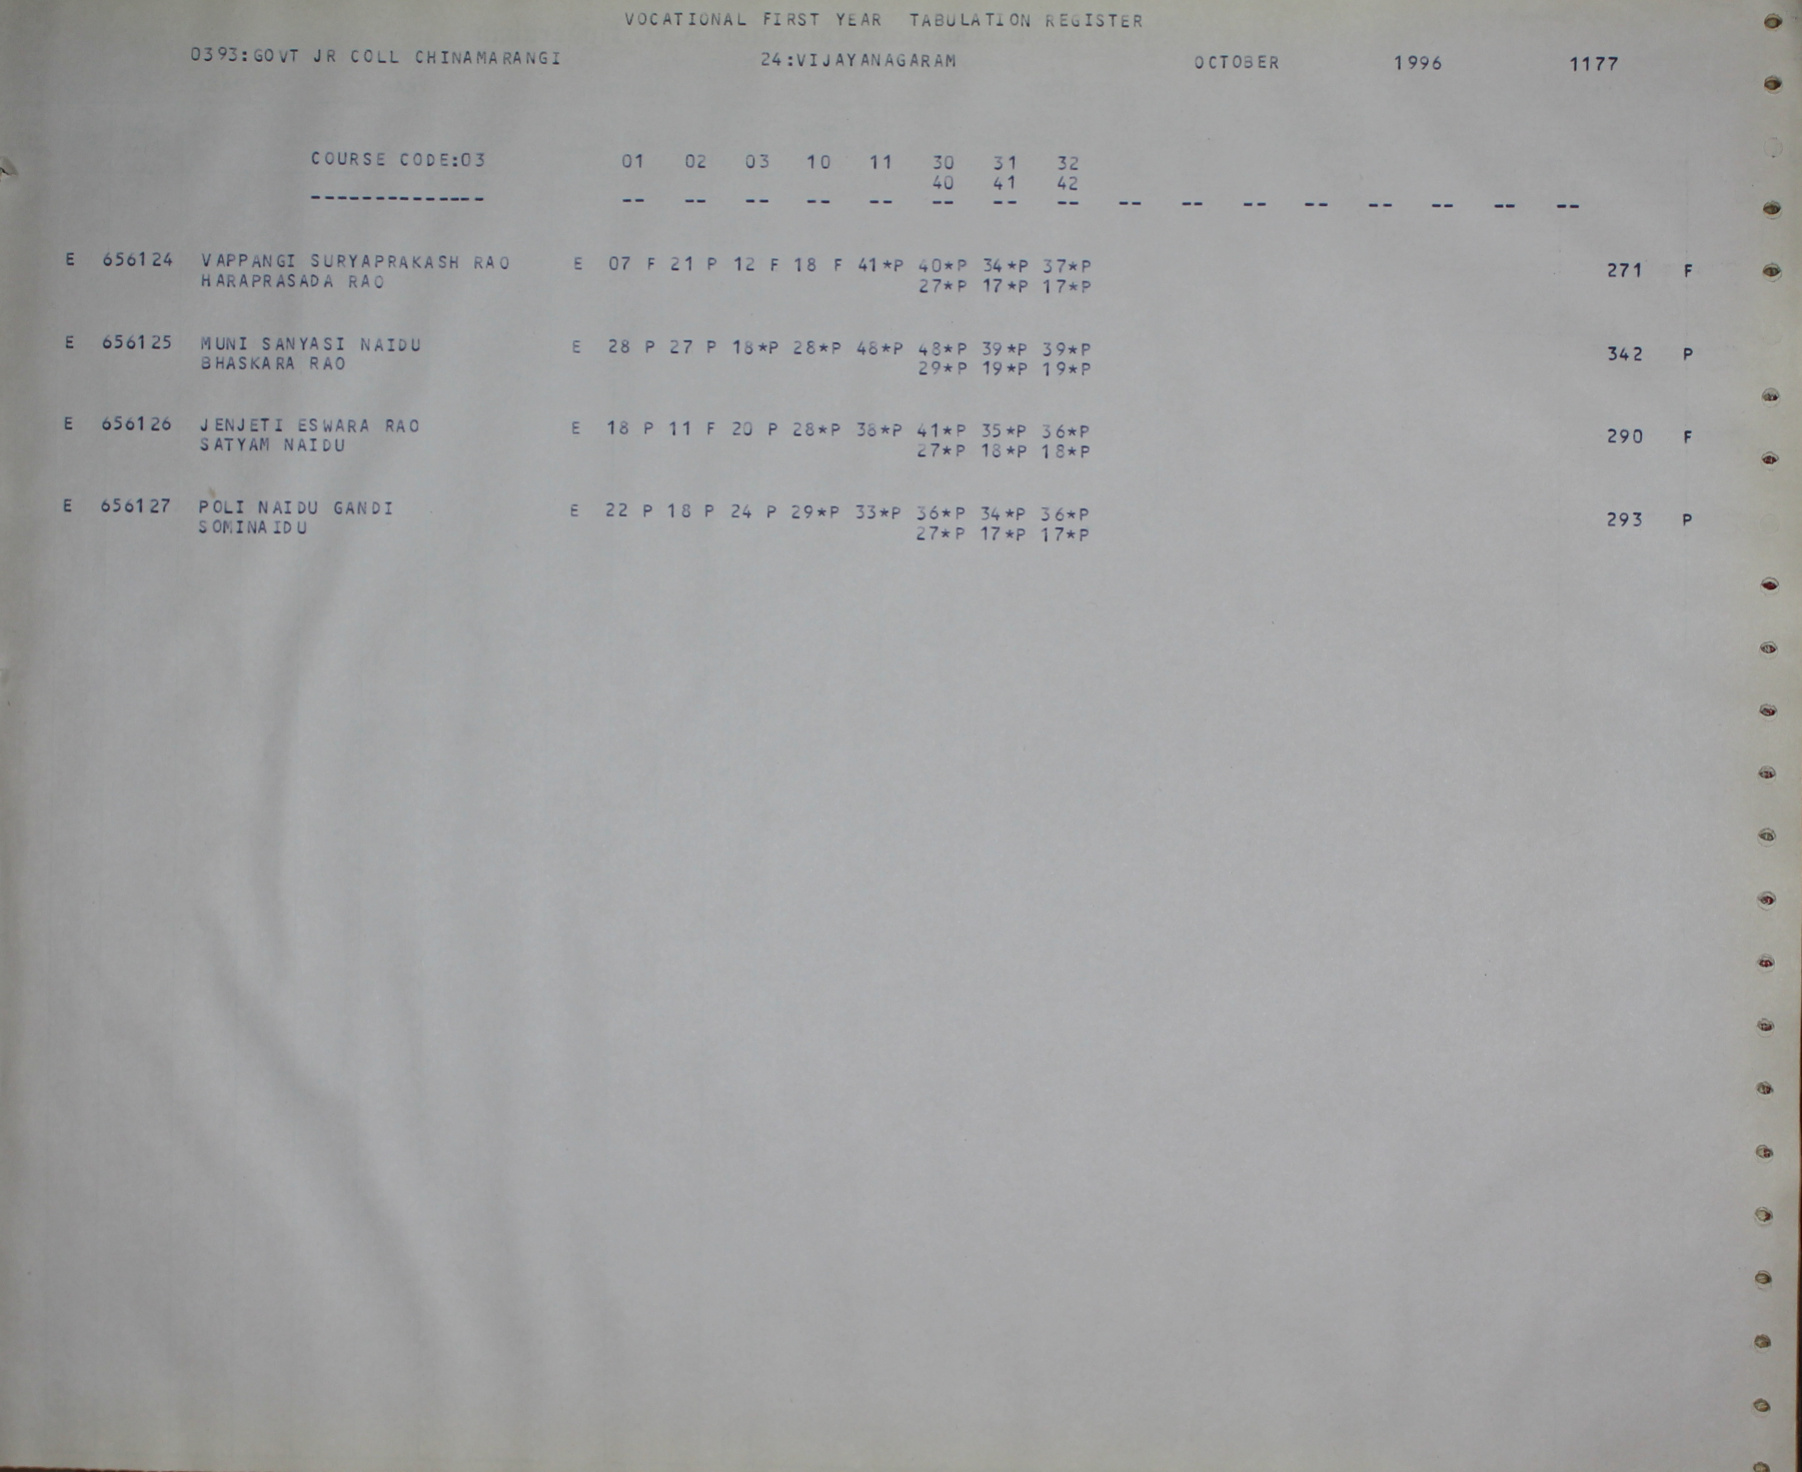 VOCATIONAL FIRST YEAR TABULATION REGISTER
0393:GOVT JR COLL CHINAMARANGI 24:VIJAYANAGARAM OCTOBER 1996 1177
COURSE CODE:03 01 02 03 10 11 30 31 32
40 41 42
-------------- -- -- -- -- -- -- -- -- -- -- -- -- -- -- -- --
E 656124 VAPPANGI SURYAPRAKASH RAO E 07 F 21 P 12 F 18 F 41*P 40*P 34*P 37*P 271 F
HARAPRASADA RAO 27*P 17*P 17*P
E 656125 MUNI SANYASI NAIDU E 28 P 27 P 18*P 28*P 48*P 48*P 39*P 39*P 342 P
BHASKARA RAO 29*P 19*P 19*P
E 656126 JENJETI ESWARA RAO E 18 P 11 F 20 P 28*P 38*P 41*P 35*P 36*P 290 F
SATYAM NAIDU 27*P 18*P 18*P
E 656127 POLI NAIDU GANDI E 22 P 18 P 24 P 29*P 33*P 36*P 34*P 36*P 293 P
SOMINAIDU 27*P 17*P 17*P